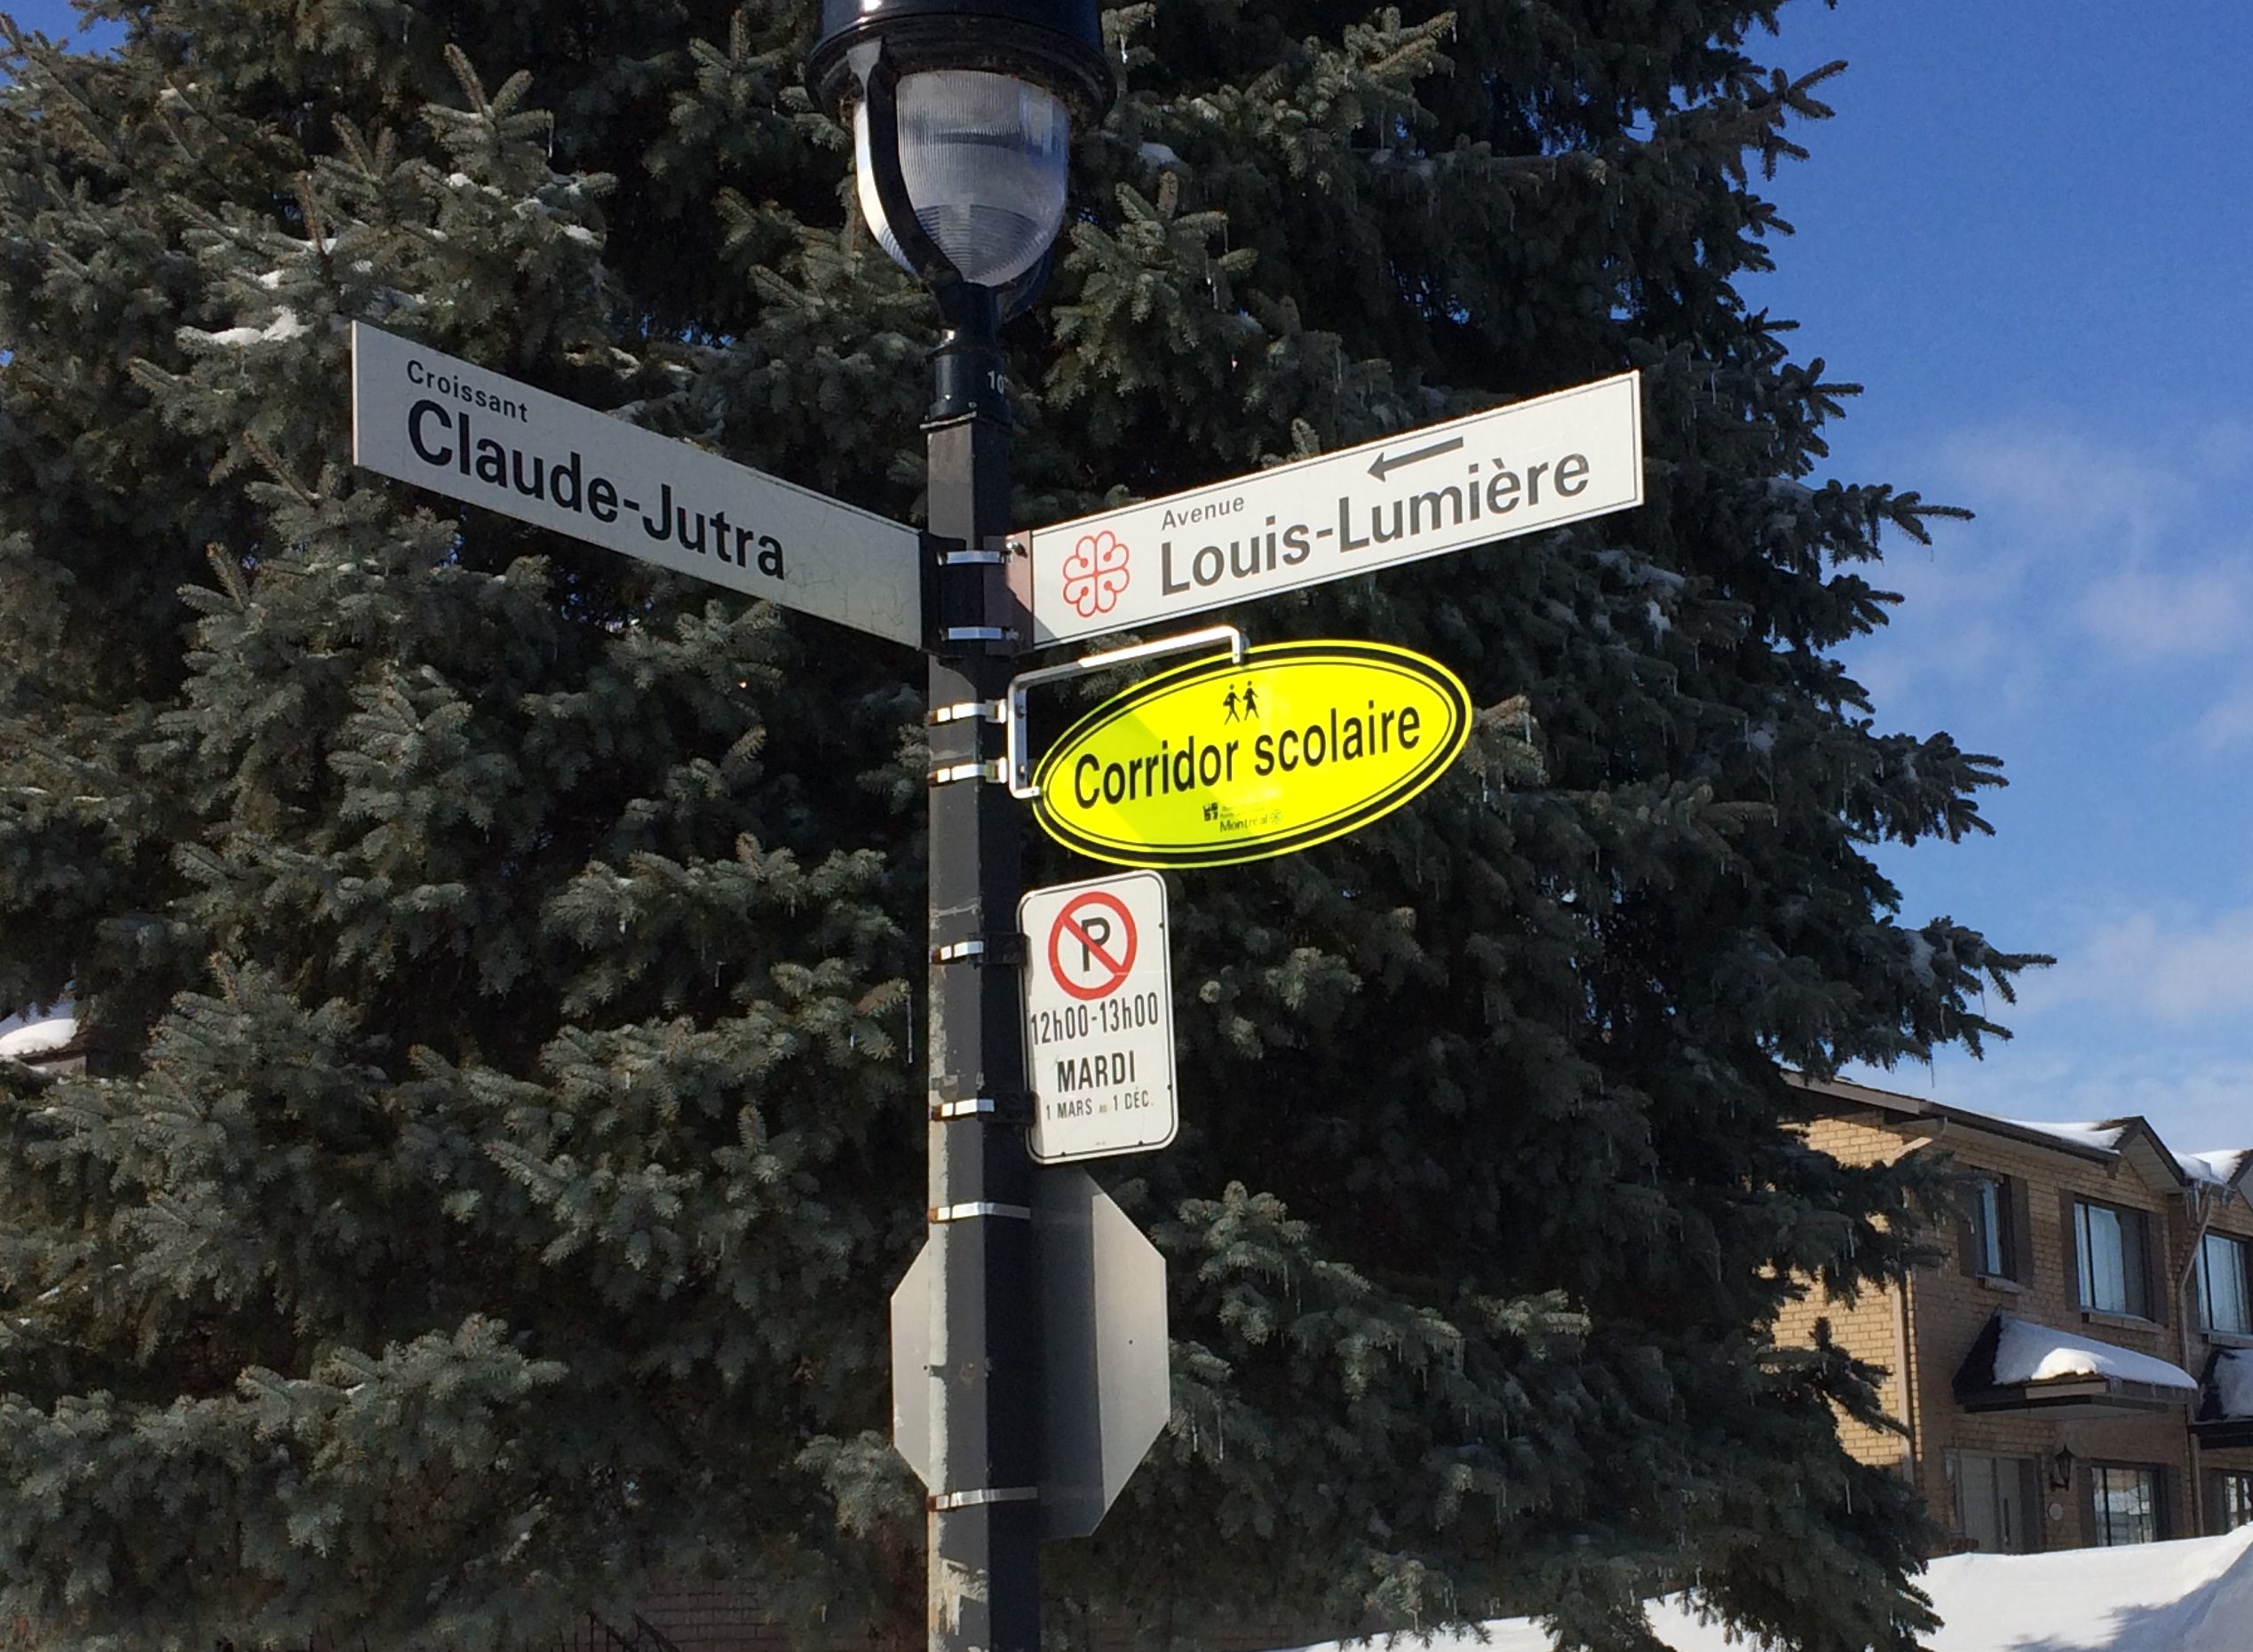 Croissant
Claude-Jutra
Avenue
Louis-Lumière
Corridor scolaire
Montréal
P
12h00-13h00
MARDI
1 MARS AU 1 DÉC.